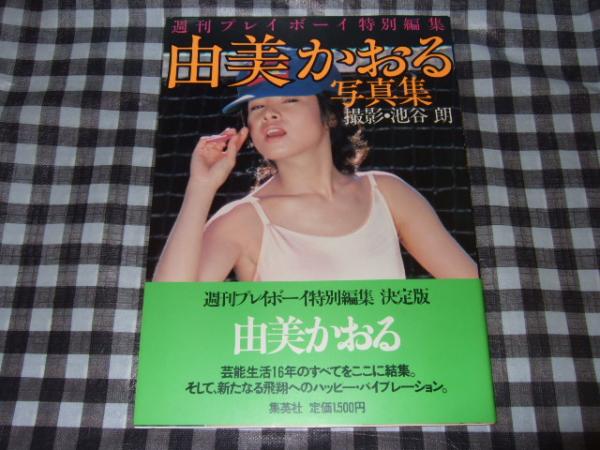 週刊プレイボーイ特別編集
由美かおる
写真集
撮影・池谷 朗
週刊プレイボーイ特別編集 決定版
由美かおる
芸能生活16年のすべてをここに結集。
そして、新たなる飛翔へのハッピー・バイブレーション。
集英社 定価1,500円